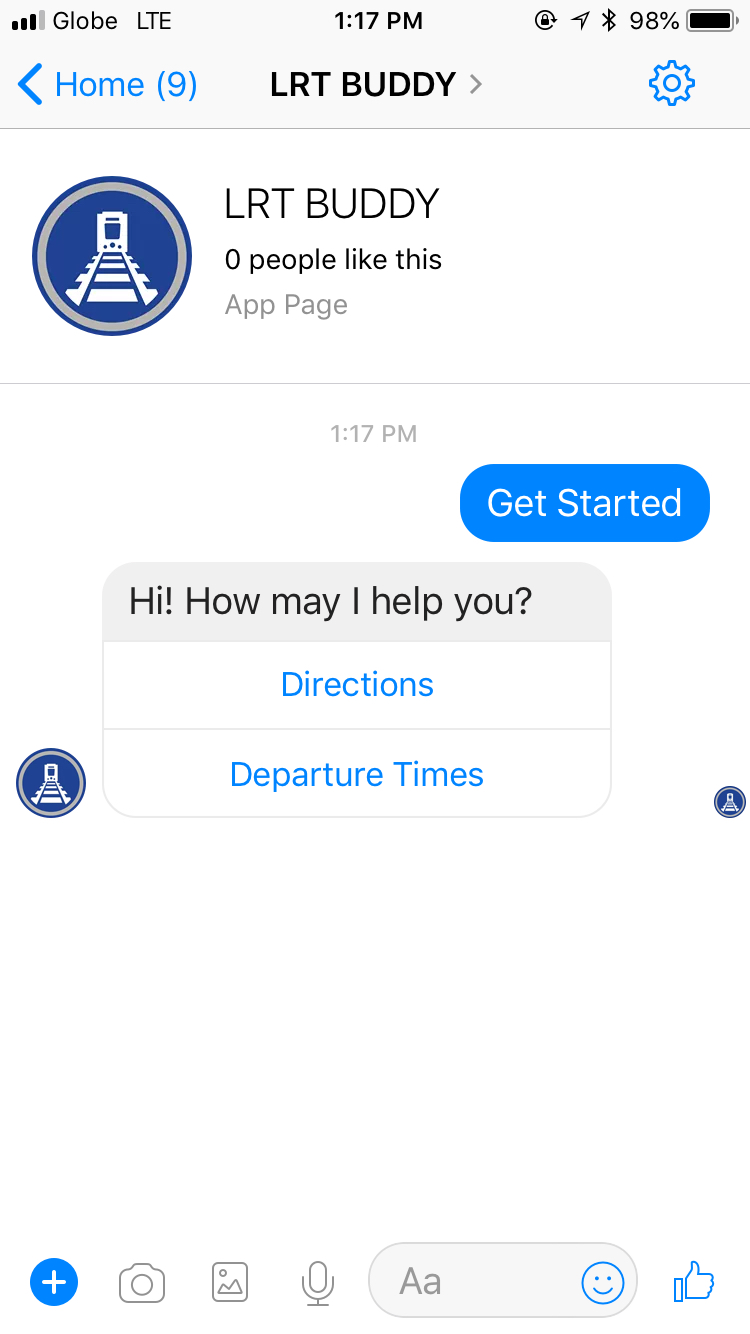 Globe LTE 1:17 PM 98%
Home (9) LRT BUDDY
LRT BUDDY
0 people like this
App Page
1:17 PM
Get Started
Hi! How may I help you?
Directions
Departure Times
Aa